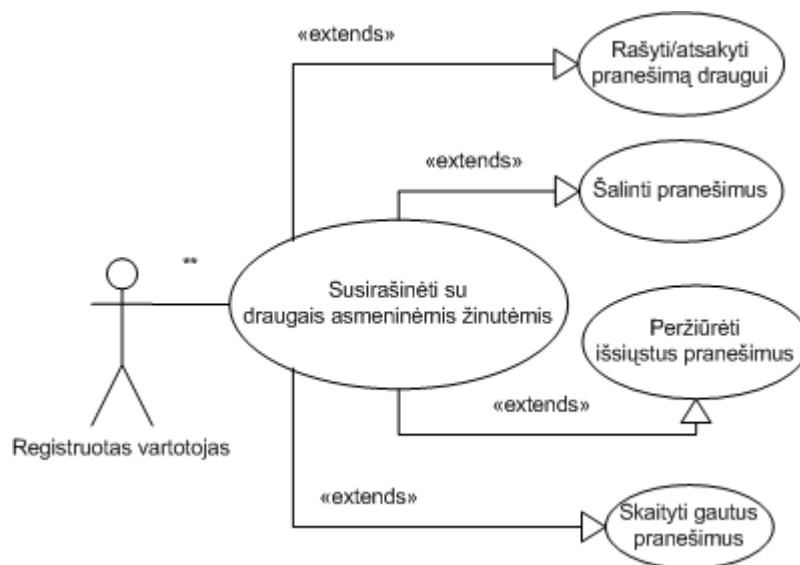 «extends»
Rašyti/atsakyti
pranešimą draugui
«extends»
Šalinti pranešimus
**
Susirašinėti su
draugais asmeninėmis žinutėmis
Peržiūrėti
išsiųstus pranešimus
«extends»
Registruotas vartotojas
«extends»
Skaityti gautus
pranešimus